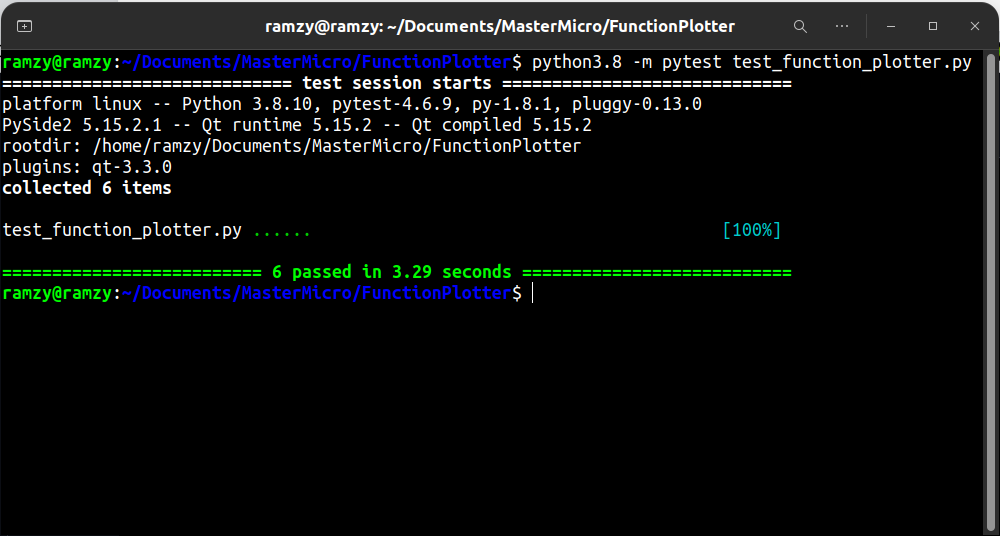 ramzy@ramzy: ~/Documents/MasterMicro/FunctionPlotter
ramzy@ramzy:~/Documents/MasterMicro/FunctionPlotter$ python3.8 -m pytest test_function_plotter.py
============================= test session starts =============================
platform linux -- Python 3.8.10, pytest-4.6.9, py-1.8.1, pluggy-0.13.0
PySide2 5.15.2.1 -- Qt runtime 5.15.2 -- Qt compiled 5.15.2
rootdir: /home/ramzy/Documents/MasterMicro/FunctionPlotter
plugins: qt-3.3.0
collected 6 items
test_function_plotter.py ...... [100%]
========================== 6 passed in 3.29 seconds ===========================
ramzy@ramzy:~/Documents/MasterMicro/FunctionPlotter$